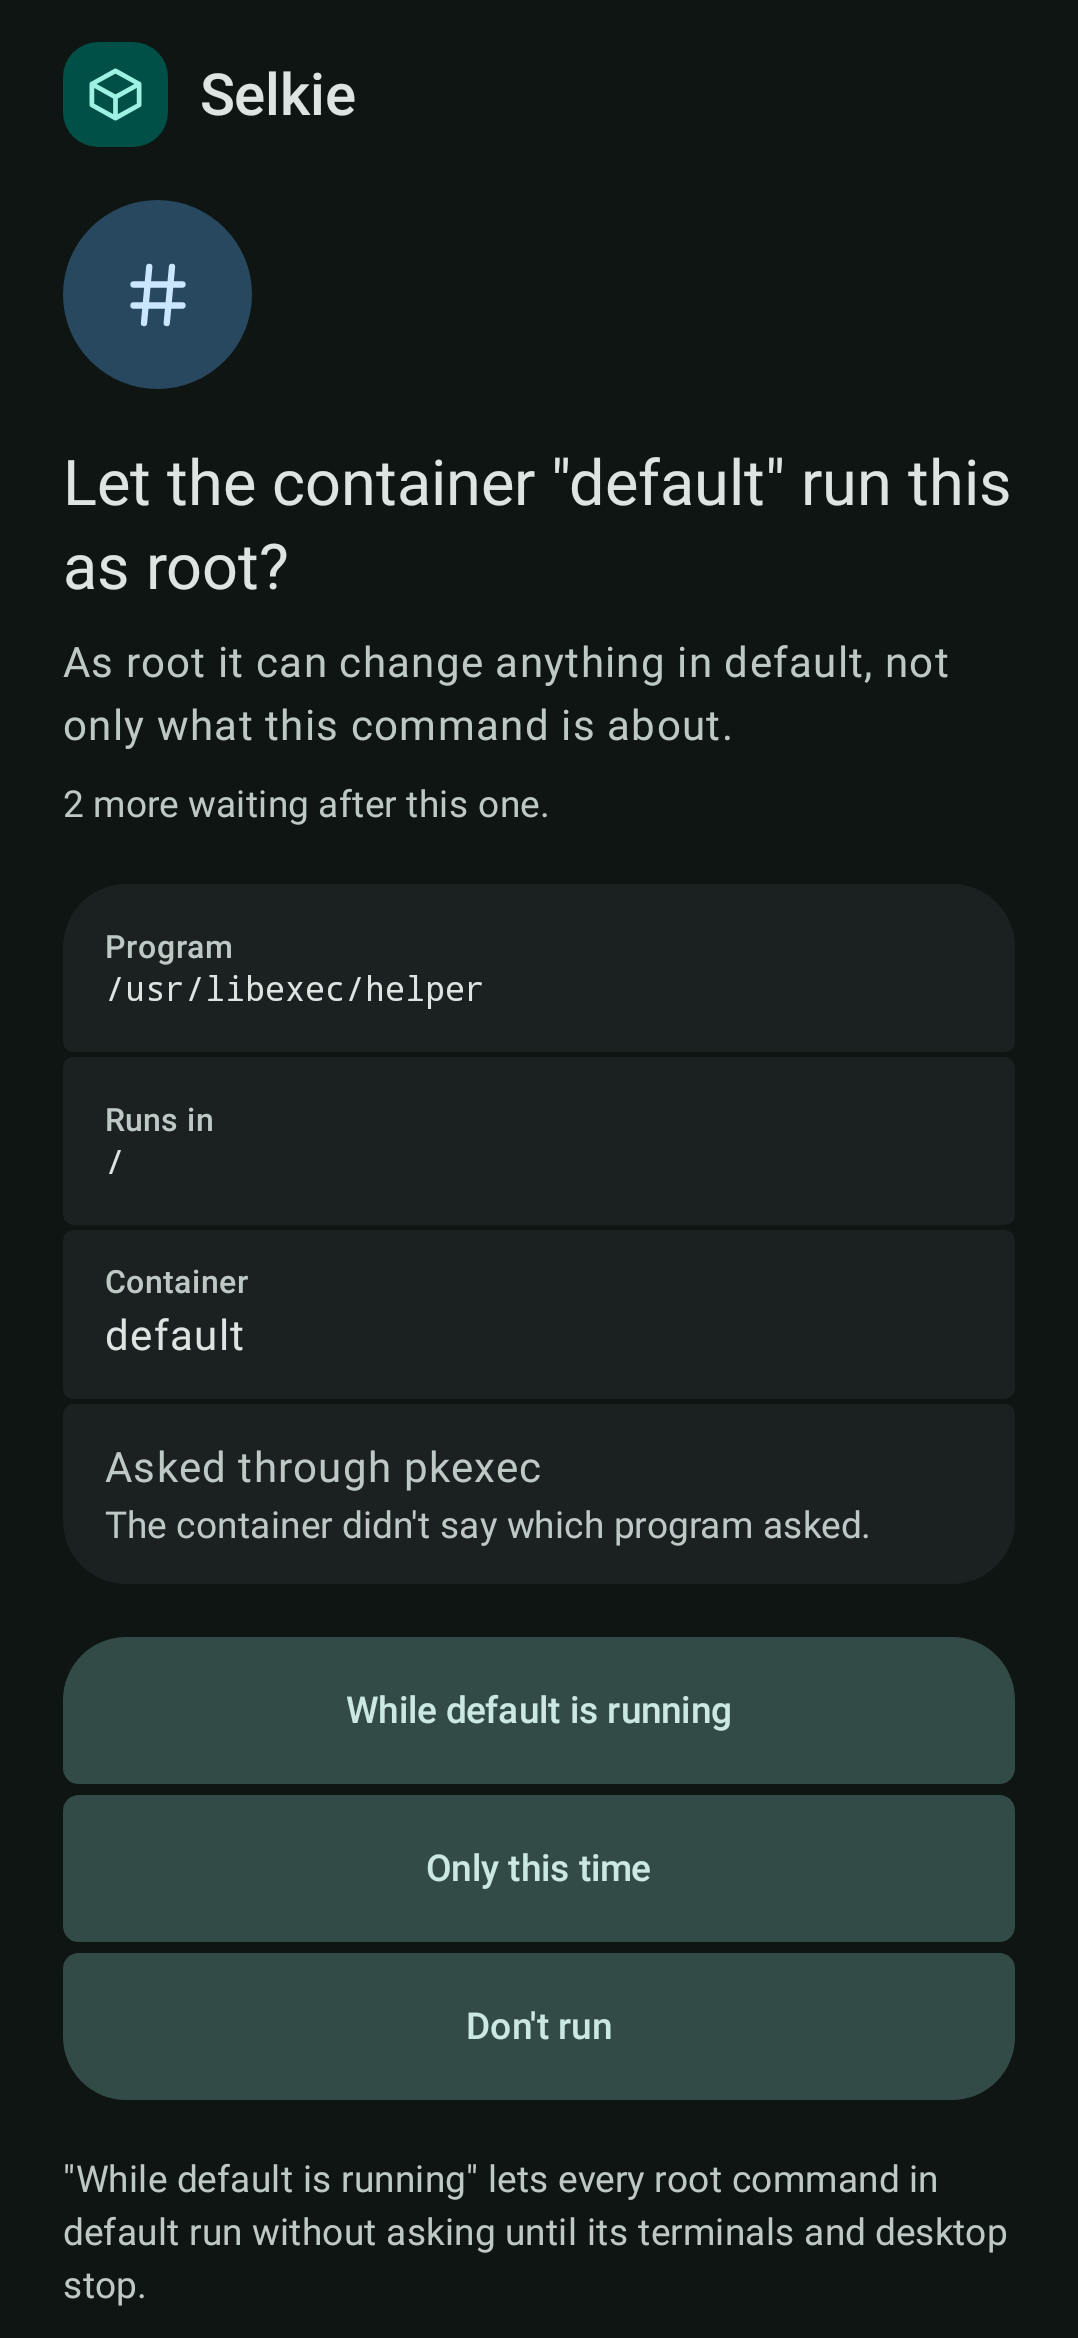 Selkie
#
Let the container "default" run this
as root?
As root it can change anything in default, not
only what this command is about.
2 more waiting after this one.
Program
/usr/libexec/helper
Runs in
/
Container
default
Asked through pkexec
The container didn't say which program asked.
While default is running
Only this time
Don't run
"While default is running" lets every root command in
default run without asking until its terminals and desktop
stop.